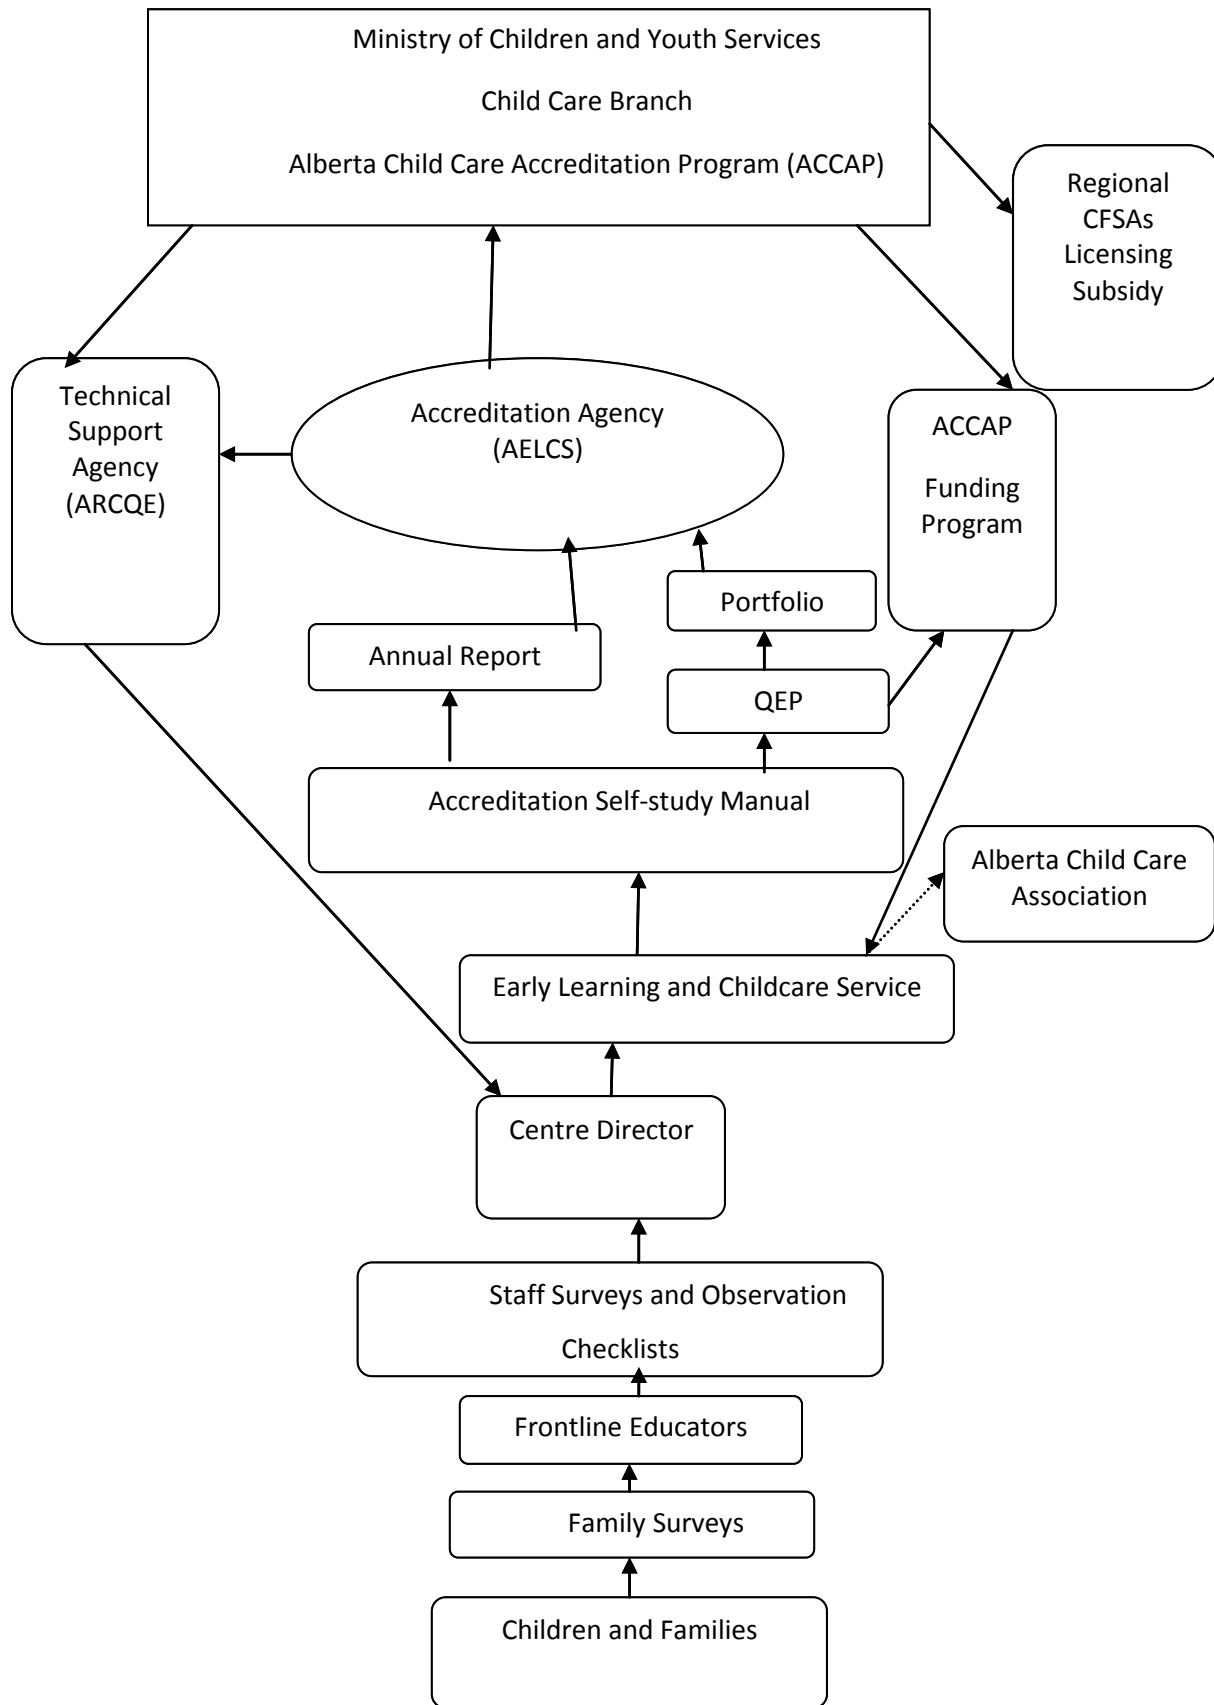 Ministry of Children and Youth Services
Child Care Branch
Alberta Child Care Accreditation Program (ACCAP)
Regional
CFSAs
Licensing
Subsidy
Technical
Support
Agency
(ARCQE)
Accreditation Agency
(AELCS)
ACCAP
Funding
Program
Portfolio
Annual Report
QEP
Accreditation Self-study Manual
Alberta Child Care
Association
Early Learning and Childcare Service
Centre Director
Staff Surveys and Observation
Checklists
Frontline Educators
Family Surveys
Children and Families